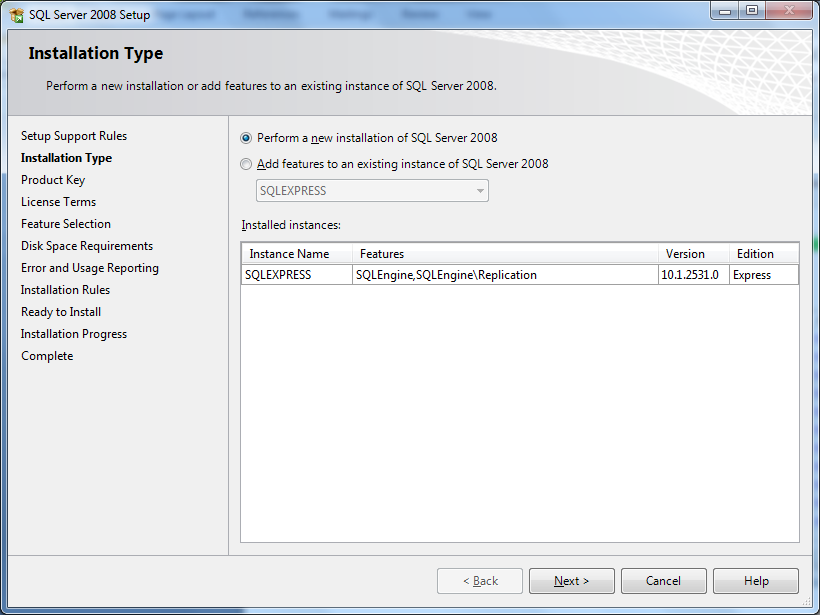 SQL Server 2008 Setup
Installation Type
Perform a new installation or add features to an existing instance of SQL Server 2008.
Setup Support Rules
Installation Type
Product Key
License Terms
Feature Selection
Disk Space Requirements
Error and Usage Reporting
Installation Rules
Ready to Install
Installation Progress
Complete
Perform a new installation of SQL Server 2008
Add features to an existing instance of SQL Server 2008
SQLEXPRESS
Installed instances:
Instance Name Features Version Edition
SQLEXPRESS SQLEngine,SQLEngine\Replication 10.1.2531.0 Express
< Back Next > Cancel Help